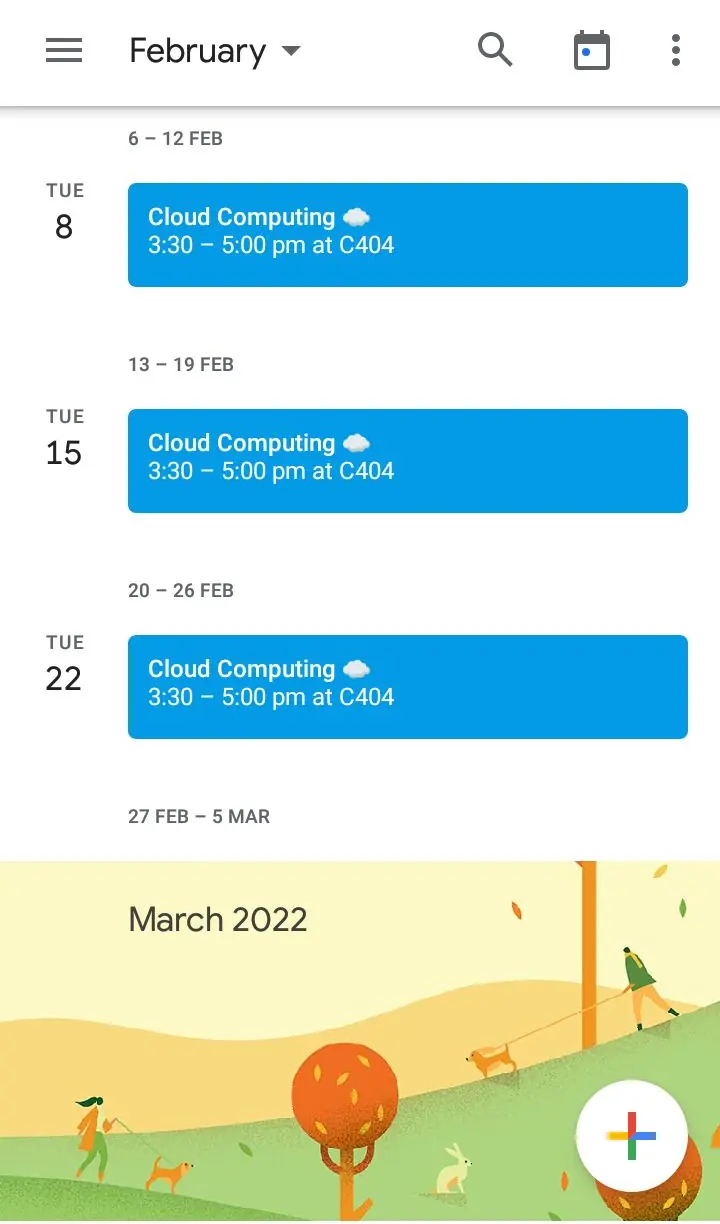 February
6 – 12 FEB
TUE
8
Cloud Computing ☁️
3:30 – 5:00 pm at C404
13 – 19 FEB
TUE
15
Cloud Computing ☁️
3:30 – 5:00 pm at C404
20 – 26 FEB
TUE
22
Cloud Computing ☁️
3:30 – 5:00 pm at C404
27 FEB – 5 MAR
March 2022